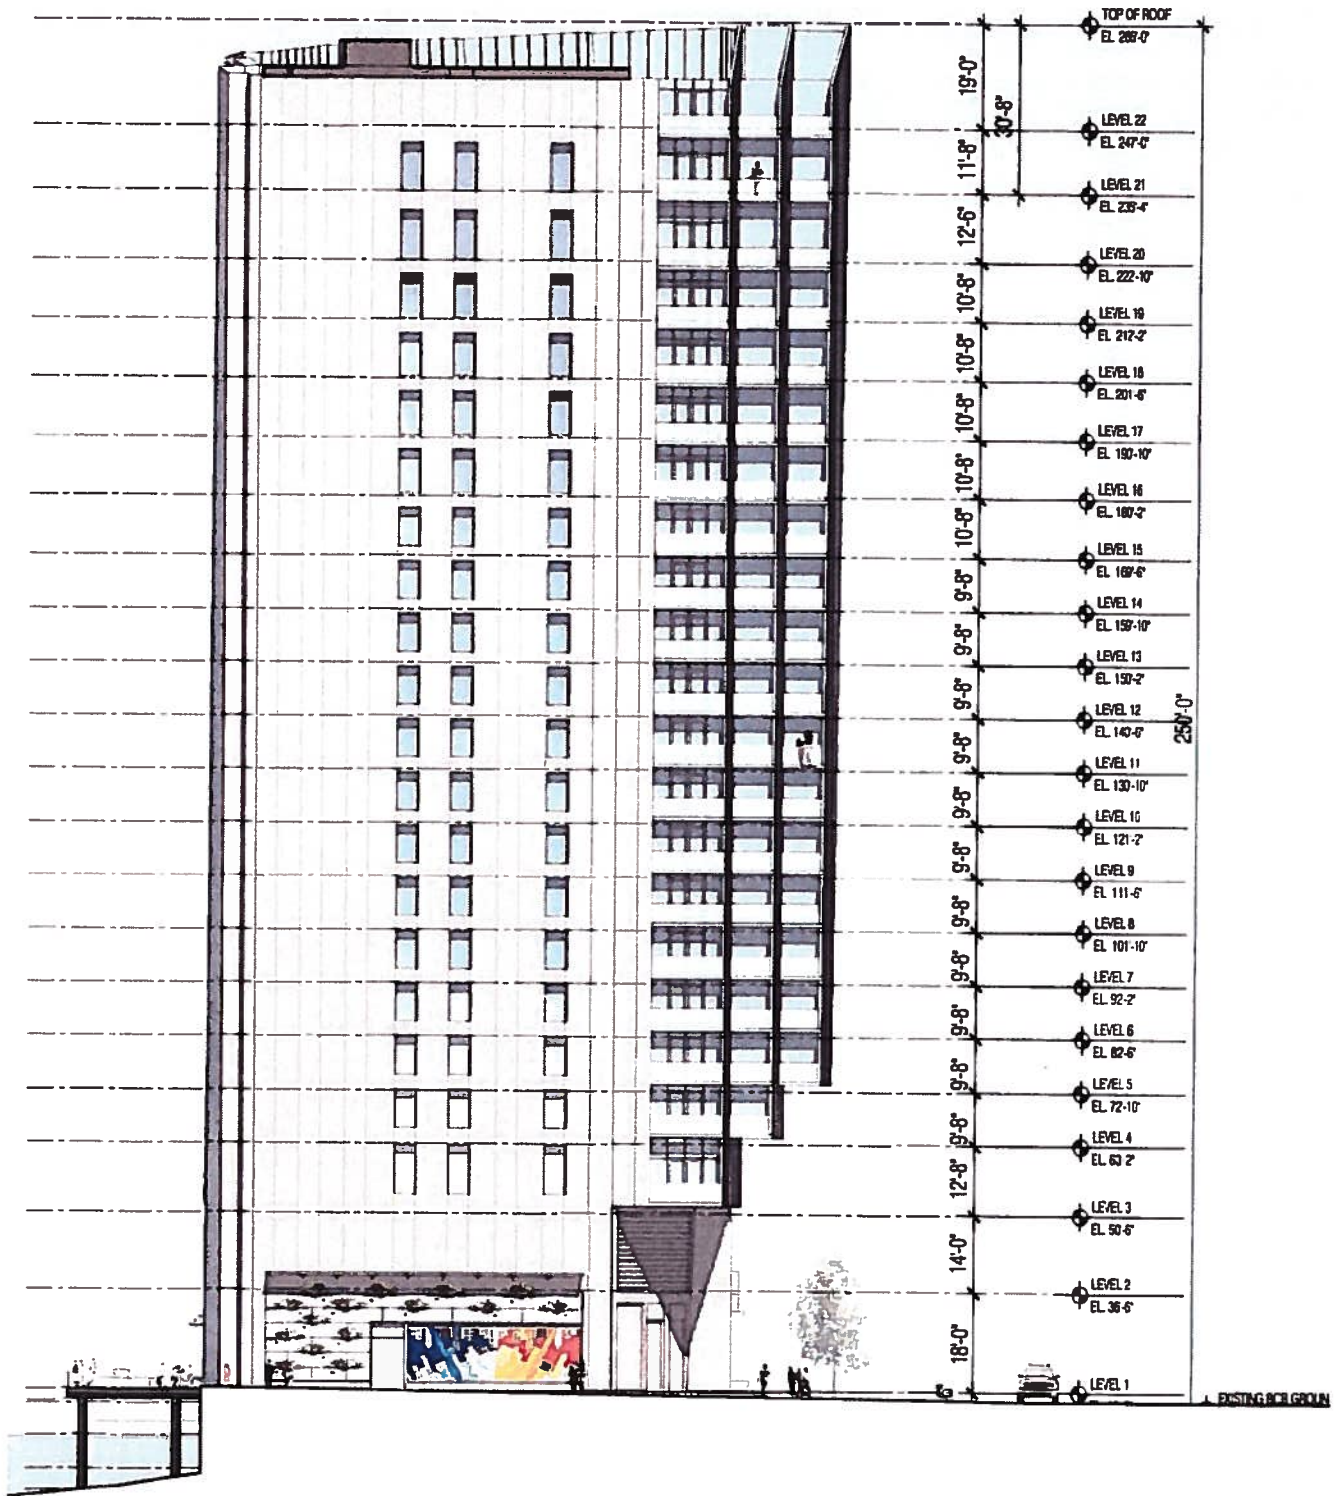 TOP OF ROOF
EL 266'-0"
19'-0"
30'-8"
LEVEL 22
EL 247'-0"
11'-8"
LEVEL 21
EL 235'-4"
12'-6"
LEVEL 20
EL 222'-10"
10'-8"
LEVEL 19
EL 212'-2"
10'-8"
LEVEL 18
EL 201'-6"
10'-8"
LEVEL 17
EL 190'-10"
10'-8"
LEVEL 16
EL 180'-2"
10'-8"
LEVEL 15
EL 169'-6"
9'-8"
LEVEL 14
EL 159'-10"
9'-8"
LEVEL 13
EL 150'-2"
9'-8"
LEVEL 12
EL 140'-6"
250'-0"
9'-8"
LEVEL 11
EL 130'-10"
9'-8"
LEVEL 10
EL 121'-2"
9'-8"
LEVEL 9
EL 111'-6"
9'-8"
LEVEL 8
EL 101'-10"
9'-8"
LEVEL 7
EL 92'-2"
9'-8"
LEVEL 6
EL 82'-6"
9'-8"
LEVEL 5
EL 72'-10"
9'-8"
LEVEL 4
EL 63'-2"
12'-8"
LEVEL 3
EL 50'-6"
14'-0"
LEVEL 2
EL 36'-6"
18'-0"
LEVEL 1
EXISTING BCB GROUN